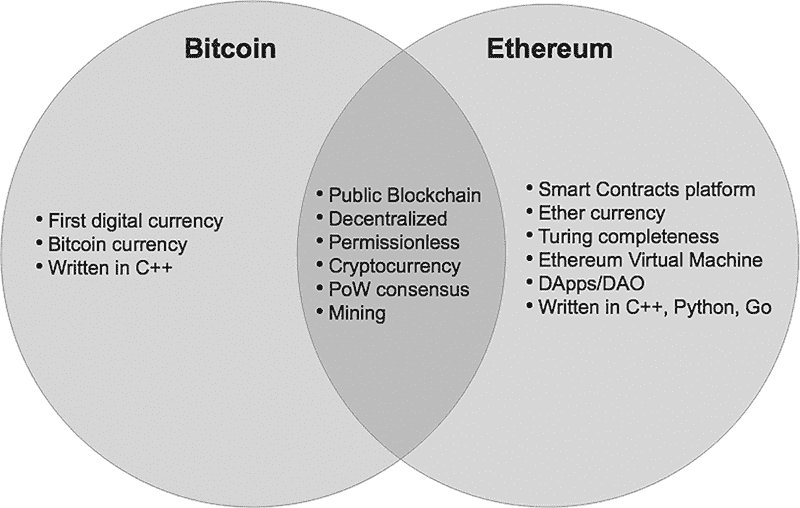 Bitcoin
Ethereum
• First digital currency
• Bitcoin currency
• Written in C++
• Public Blockchain
• Decentralized
• Permissionless
• Cryptocurrency
• PoW consensus
• Mining
• Smart Contracts platform
• Ether currency
• Turing completeness
• Ethereum Virtual Machine
• DApps/DAO
• Written in C++, Python, Go